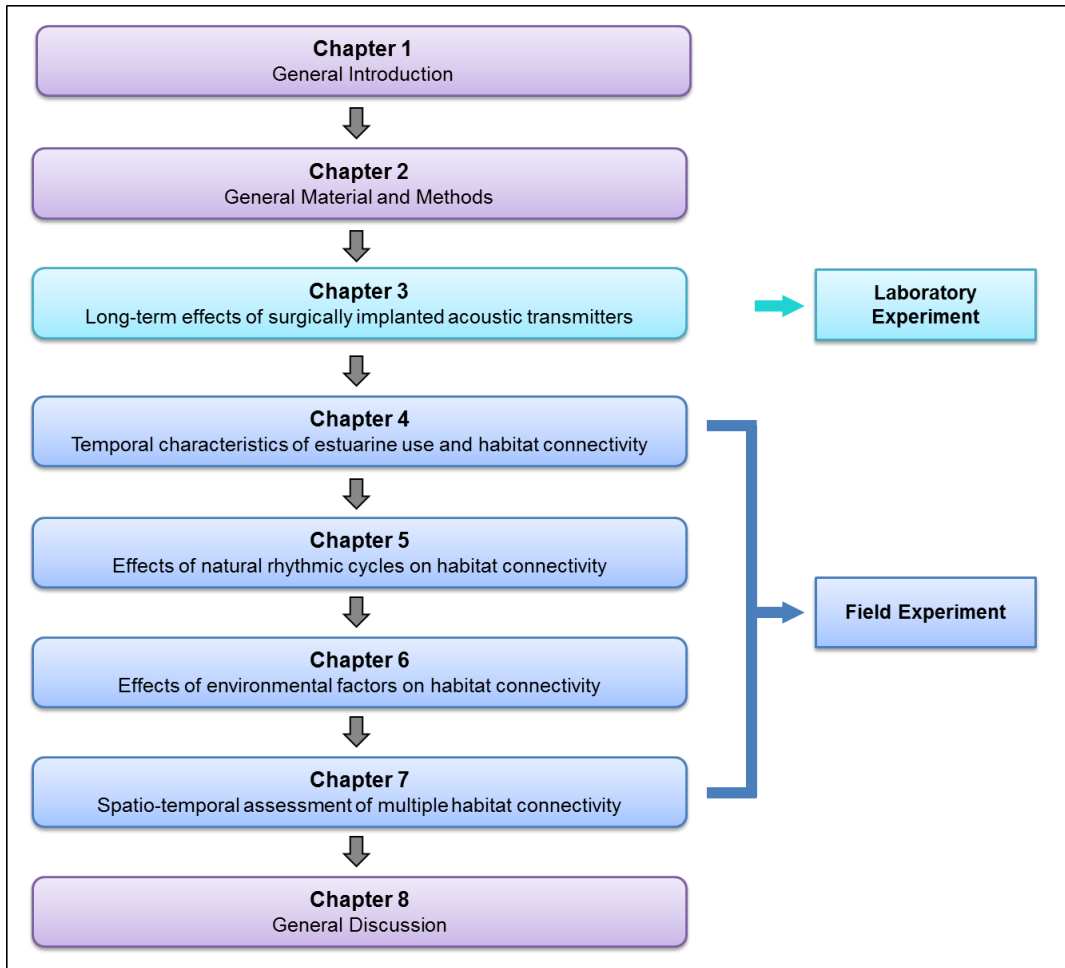 Chapter 1
General Introduction
Chapter 2
General Material and Methods
Chapter 3
Long-term effects of surgically implanted acoustic transmitters
Laboratory
Experiment
Chapter 4
Temporal characteristics of estuarine use and habitat connectivity
Chapter 5
Effects of natural rhythmic cycles on habitat connectivity
Field Experiment
Chapter 6
Effects of environmental factors on habitat connectivity
Chapter 7
Spatio-temporal assessment of multiple habitat connectivity
Chapter 8
General Discussion